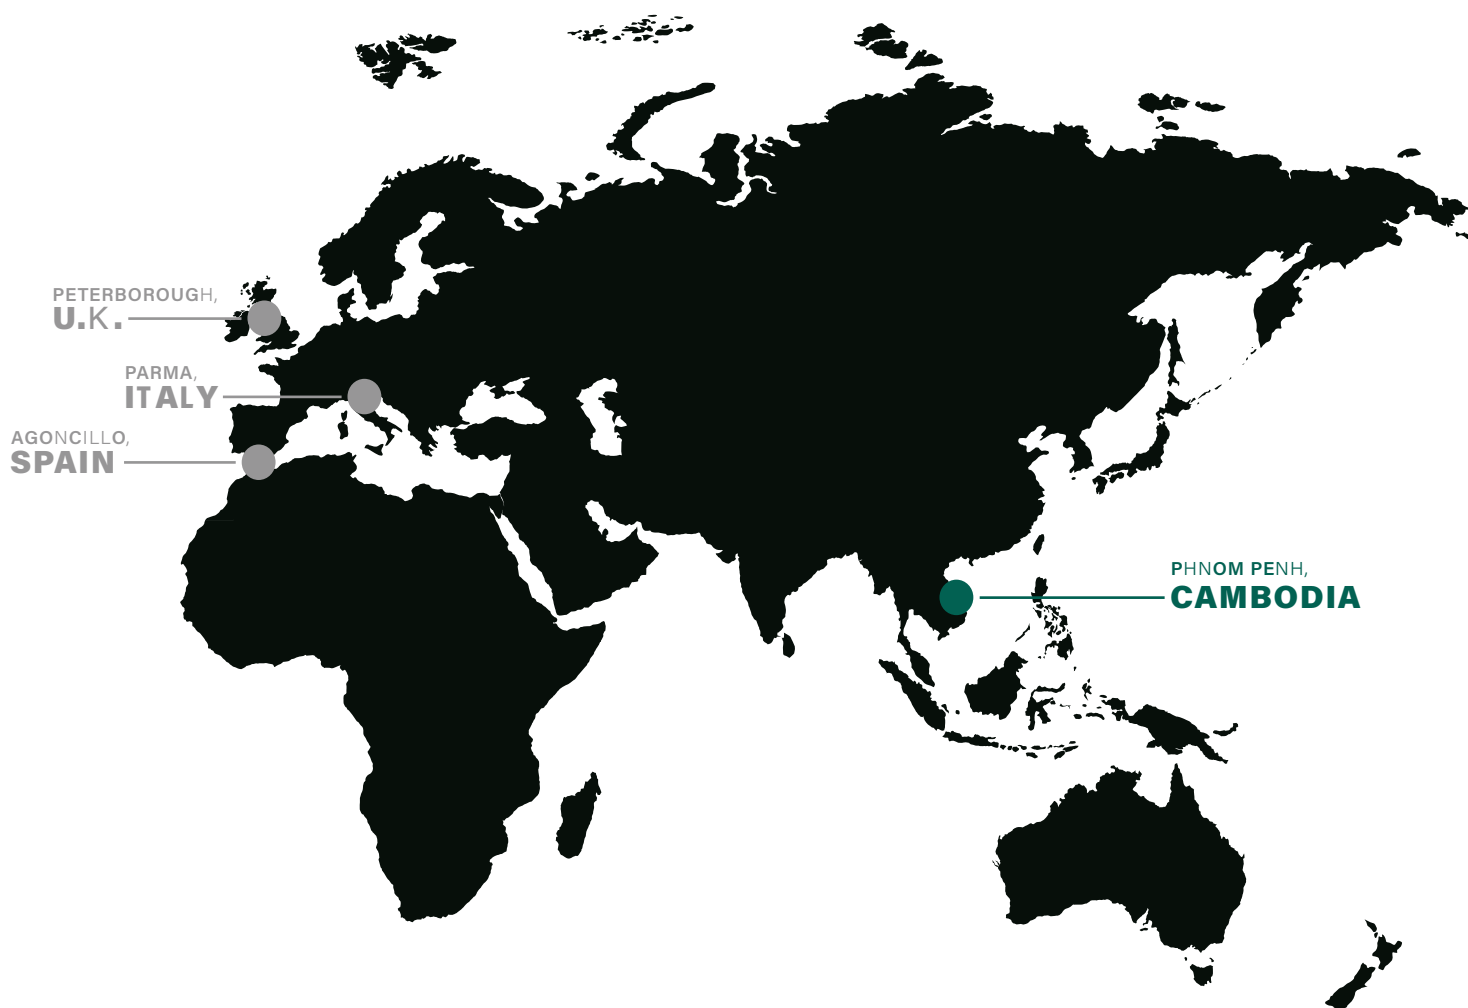 PETERBOROUGH,
U.K.
PARMA,
ITALY
AGONCILLO,
SPAIN
PHNOM PENH,
CAMBODIA